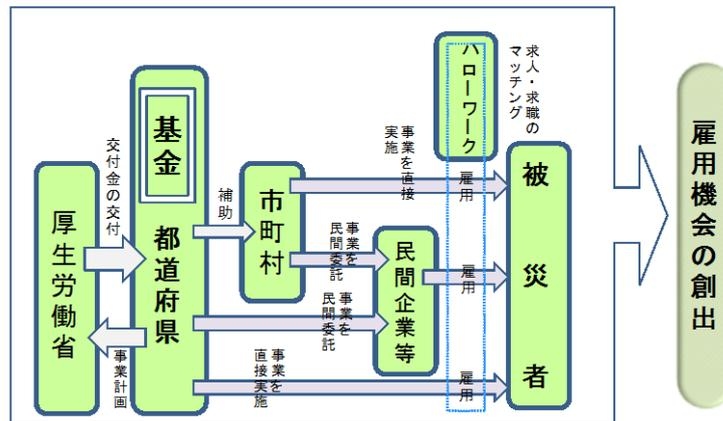 厚生労働省
交付金の交付
事業計画
基金
都道府県
補助
市町村
事業を直接
実施
事業を
民間委託
事業を
民間委託
事業を
直接実施
民間企業等
ハローワーク
求人・求職の
マッチング
雇用
雇用
雇用
被災者
雇用機会の創出